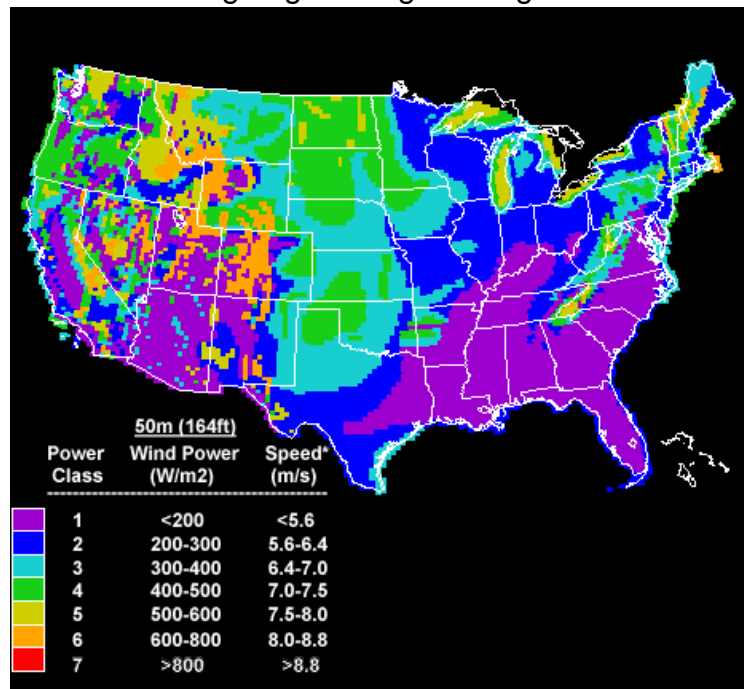 50m (164ft)
Power Wind Power Speed*
Class (W/m2) (m/s)
1 <200 <5.6
2 200-300 5.6-6.4
3 300-400 6.4-7.0
4 400-500 7.0-7.5
5 500-600 7.5-8.0
6 600-800 8.0-8.8
7 >800 >8.8